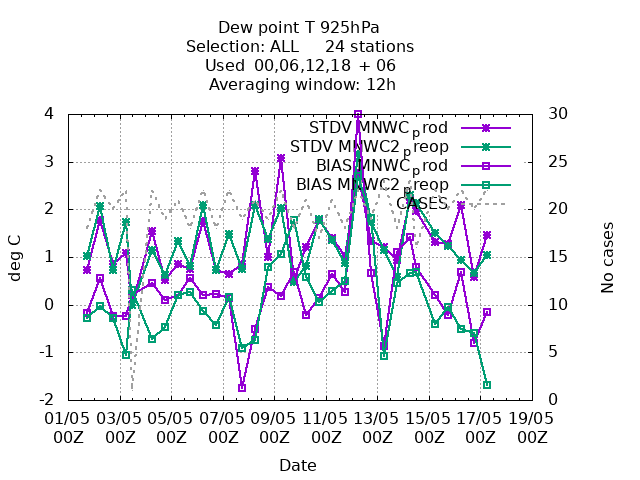 Dew point T 925hPa
Selection: ALL 24 stations
Used 00,06,12,18 + 06
Averaging window: 12h
STDV MNWC_prod
STDV MNWC2_preop
BIAS MNWC_prod
BIAS MNWC2_preop
CASES
4
3
2
1
0
-1
-2
deg C
30
25
20
15
10
5
0
No cases
01/05 03/05 05/05 07/05 09/05 11/05 13/05 15/05 17/05 19/05
00Z 00Z 00Z 00Z 00Z 00Z 00Z 00Z 00Z 00Z
Date